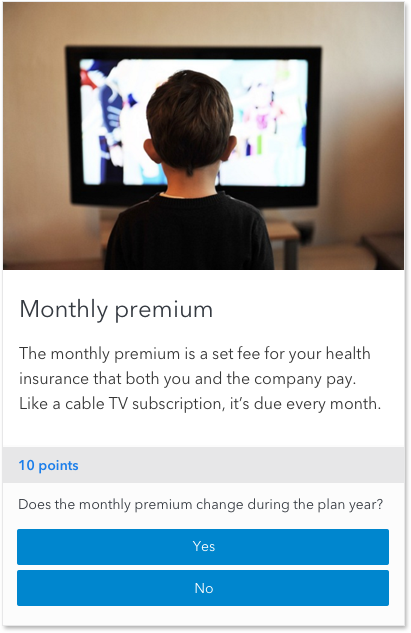 Monthly premium
The monthly premium is a set fee for your health
insurance that both you and the company pay.
Like a cable TV subscription, it’s due every month.
10 points
Does the monthly premium change during the plan year?
Yes
No